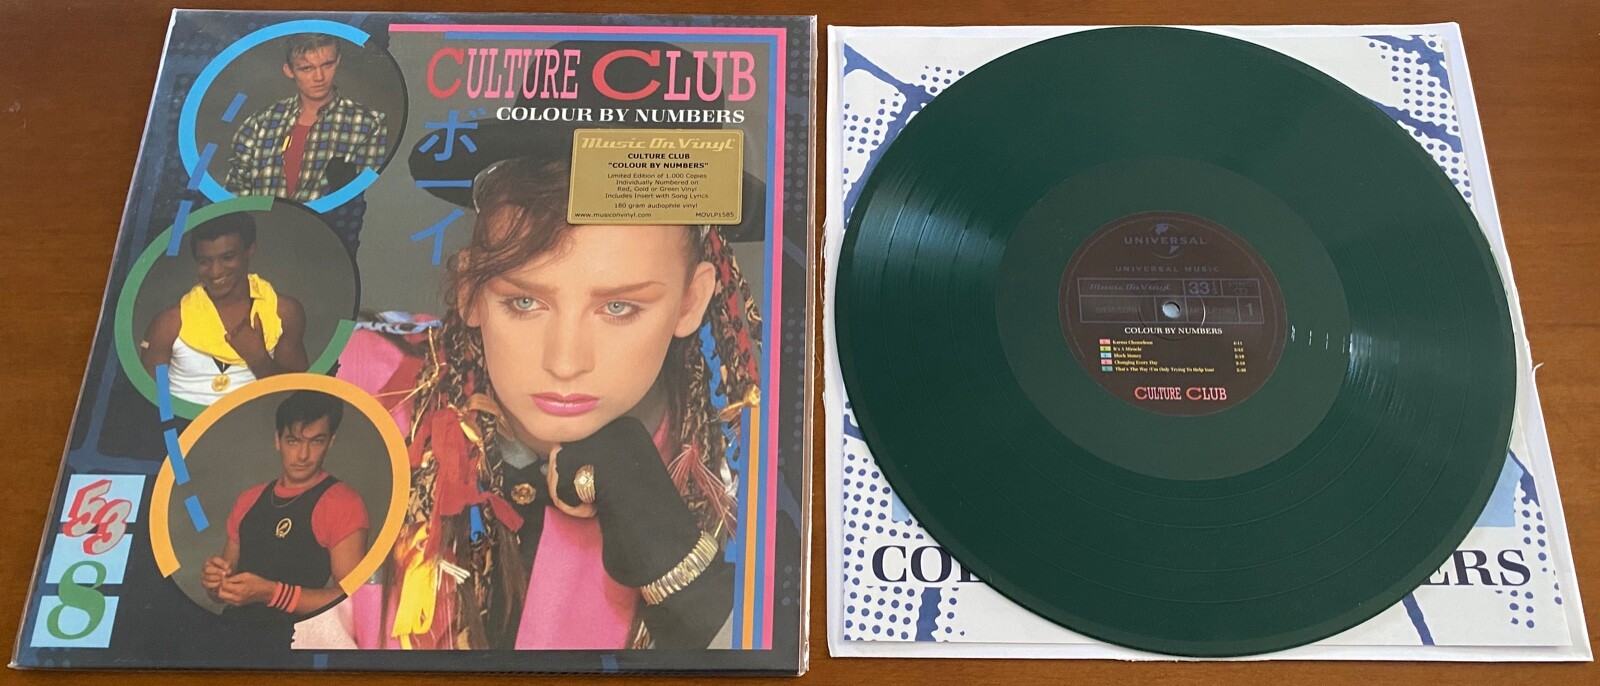 CULTURE CLUB
COLOUR BY NUMBERS
ボーイ
Music On Vinyl
CULTURE CLUB
"COLOUR BY NUMBERS"
Limited Edition of 1.000 Copies
Individually Numbered on
Red, Gold or Green Vinyl
Includes Insert with Song Lyrics
180 gram audiophile vinyl
www.musiconvinyl.com MOVLP1585
53
8
UNIVERSAL
UNIVERSAL MUSIC
Music On Vinyl 33
1
COLOUR BY NUMBERS
Karma Chameleon
It's A Miracle
Black Money
Changing Every Day
That's The Way (I'm Only Trying To Help You)
CULTURE CLUB